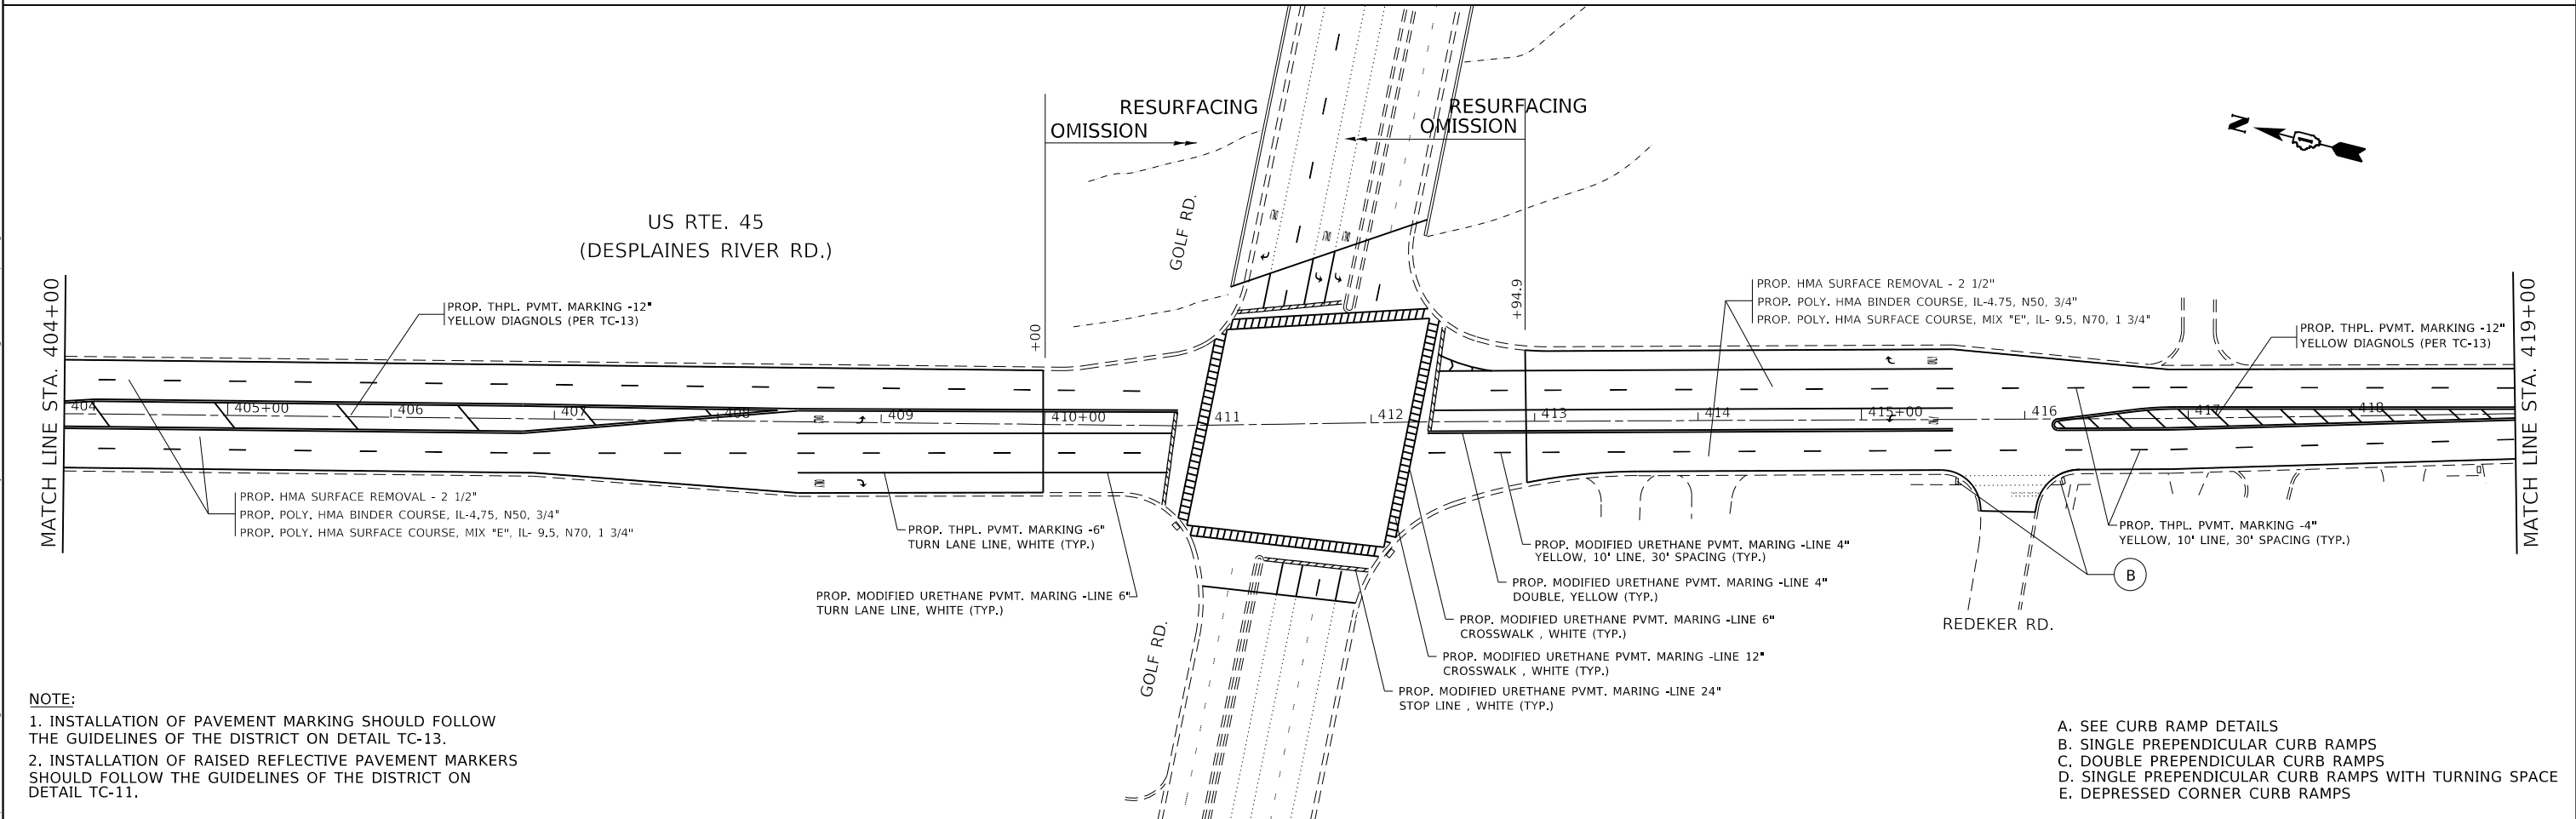 RESURFACING
OMISSION
RESURFACING
OMISSION
N
US RTE. 45
(DESPLAINES RIVER RD.)
GOLF RD.
+00
+94.9
MATCH LINE STA. 404+00
MATCH LINE STA. 419+00
PROP. THPL. PVMT. MARKING -12"
YELLOW DIAGNOLS (PER TC-13)
PROP. HMA SURFACE REMOVAL - 2 1/2"
PROP. POLY. HMA BINDER COURSE, IL-4.75, N50, 3/4"
PROP. POLY. HMA SURFACE COURSE, MIX "E", IL- 9.5, N70, 1 3/4"
PROP. THPL. PVMT. MARKING -12"
YELLOW DIAGNOLS (PER TC-13)
404
405+00
406
407
408
409
410+00
411
412
413
414
415+00
416
417
418
PROP. HMA SURFACE REMOVAL - 2 1/2"
PROP. POLY. HMA BINDER COURSE, IL-4.75, N50, 3/4"
PROP. POLY. HMA SURFACE COURSE, MIX "E", IL- 9.5, N70, 1 3/4"
PROP. THPL. PVMT. MARKING -6"
TURN LANE LINE, WHITE (TYP.)
PROP. MODIFIED URETHANE PVMT. MARING -LINE 6"
TURN LANE LINE, WHITE (TYP.)
PROP. MODIFIED URETHANE PVMT. MARING -LINE 4"
YELLOW, 10' LINE, 30' SPACING (TYP.)
PROP. MODIFIED URETHANE PVMT. MARING -LINE 4"
DOUBLE, YELLOW (TYP.)
PROP. MODIFIED URETHANE PVMT. MARING -LINE 6"
CROSSWALK , WHITE (TYP.)
PROP. MODIFIED URETHANE PVMT. MARING -LINE 12"
CROSSWALK , WHITE (TYP.)
PROP. MODIFIED URETHANE PVMT. MARING -LINE 24"
STOP LINE , WHITE (TYP.)
PROP. THPL. PVMT. MARKING -4"
YELLOW, 10' LINE, 30' SPACING (TYP.)
B
REDEKER RD.
GOLF RD.
NOTE:
1. INSTALLATION OF PAVEMENT MARKING SHOULD FOLLOW
THE GUIDELINES OF THE DISTRICT ON DETAIL TC-13.
2. INSTALLATION OF RAISED REFLECTIVE PAVEMENT MARKERS
SHOULD FOLLOW THE GUIDELINES OF THE DISTRICT ON
DETAIL TC-11.
A. SEE CURB RAMP DETAILS
B. SINGLE PREPENDICULAR CURB RAMPS
C. DOUBLE PREPENDICULAR CURB RAMPS
D. SINGLE PREPENDICULAR CURB RAMPS WITH TURNING SPACE
E. DEPRESSED CORNER CURB RAMPS